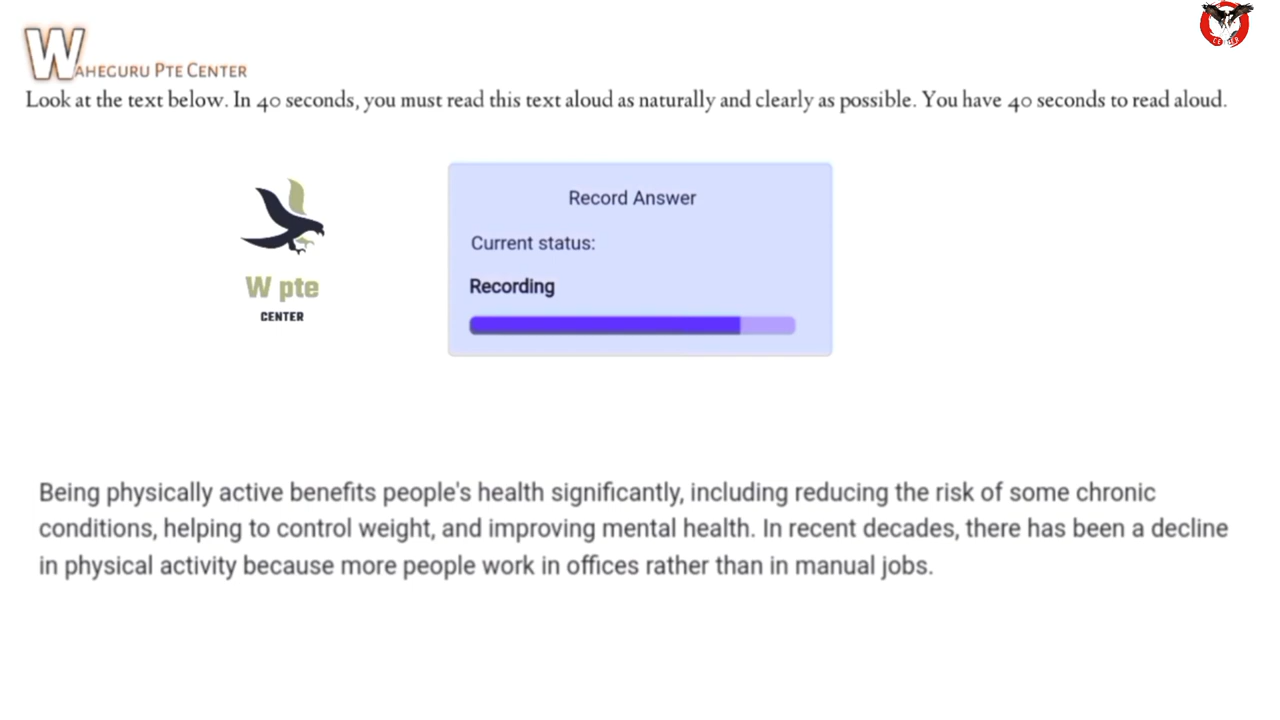 WAHEGURU PTE CENTER
Look at the text below. In 40 seconds, you must read this text aloud as naturally and clearly as possible. You have 40 seconds to read aloud.
Record Answer
Current status:
Recording
W pte
CENTER
Being physically active benefits people's health significantly, including reducing the risk of some chronic
conditions, helping to control weight, and improving mental health. In recent decades, there has been a decline
in physical activity because more people work in offices rather than in manual jobs.